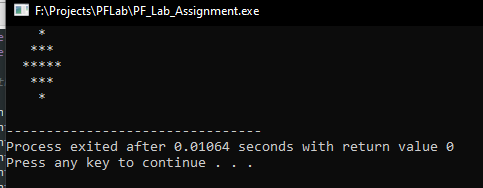 F:\Projects\PFLab\PF_Lab_Assignment.exe
    *
   ***
  *****
   ***
    *

--------------------------------
Process exited after 0.01064 seconds with return value 0
Press any key to continue . . .